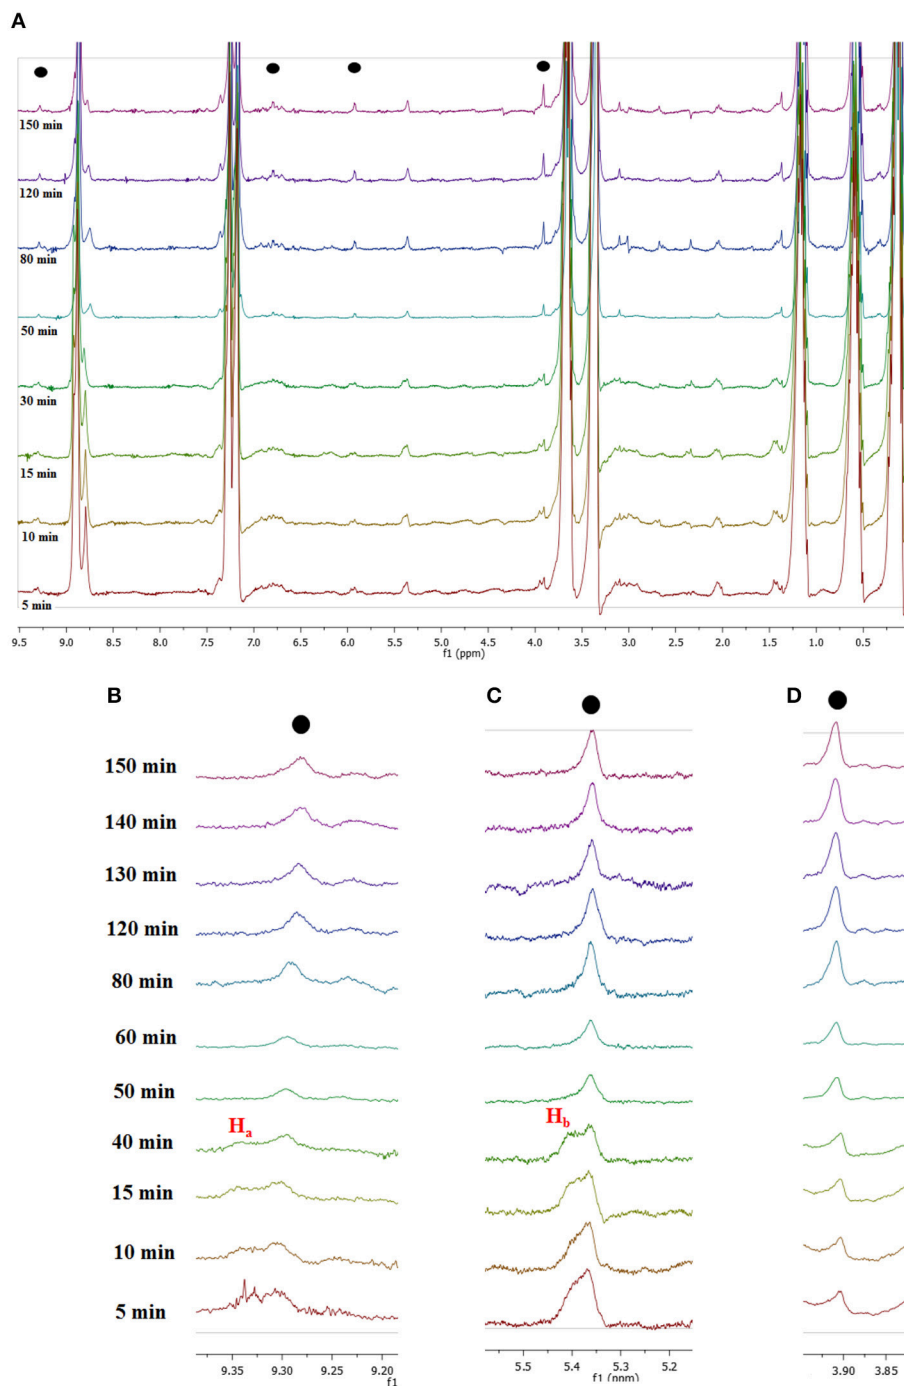 A
150 min
120 min
80 min
50 min
30 min
15 min
10 min
5 min
9.5 9.0 8.5 8.0 7.5 7.0 6.5 6.0 5.5 5.0 4.5 4.0 3.5 3.0 2.5 2.0 1.5 1.0 0.5
f1 (ppm)
B C D
150 min
140 min
130 min
120 min
80 min
60 min
50 min
Ha Hb
40 min
15 min
10 min
5 min
9.35 9.30 9.25 9.20 5.5 5.4 5.3 5.2 3.90 3.85
f1 f1 (ppm)